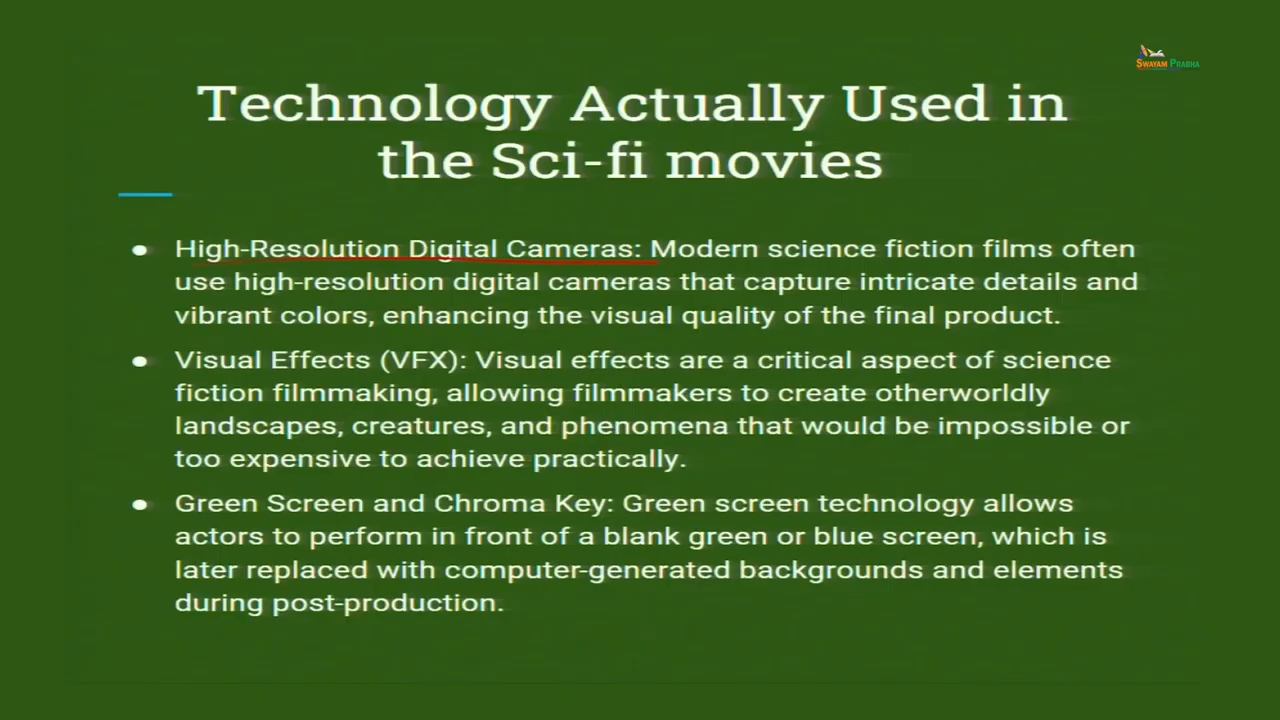 SWAYAM PRABHA
Technology Actually Used in
the Sci-fi movies
● High-Resolution Digital Cameras: Modern science fiction films often
use high-resolution digital cameras that capture intricate details and
vibrant colors, enhancing the visual quality of the final product.
● Visual Effects (VFX): Visual effects are a critical aspect of science
fiction filmmaking, allowing filmmakers to create otherworldly
landscapes, creatures, and phenomena that would be impossible or
too expensive to achieve practically.
● Green Screen and Chroma Key: Green screen technology allows
actors to perform in front of a blank green or blue screen, which is
later replaced with computer-generated backgrounds and elements
during post-production.